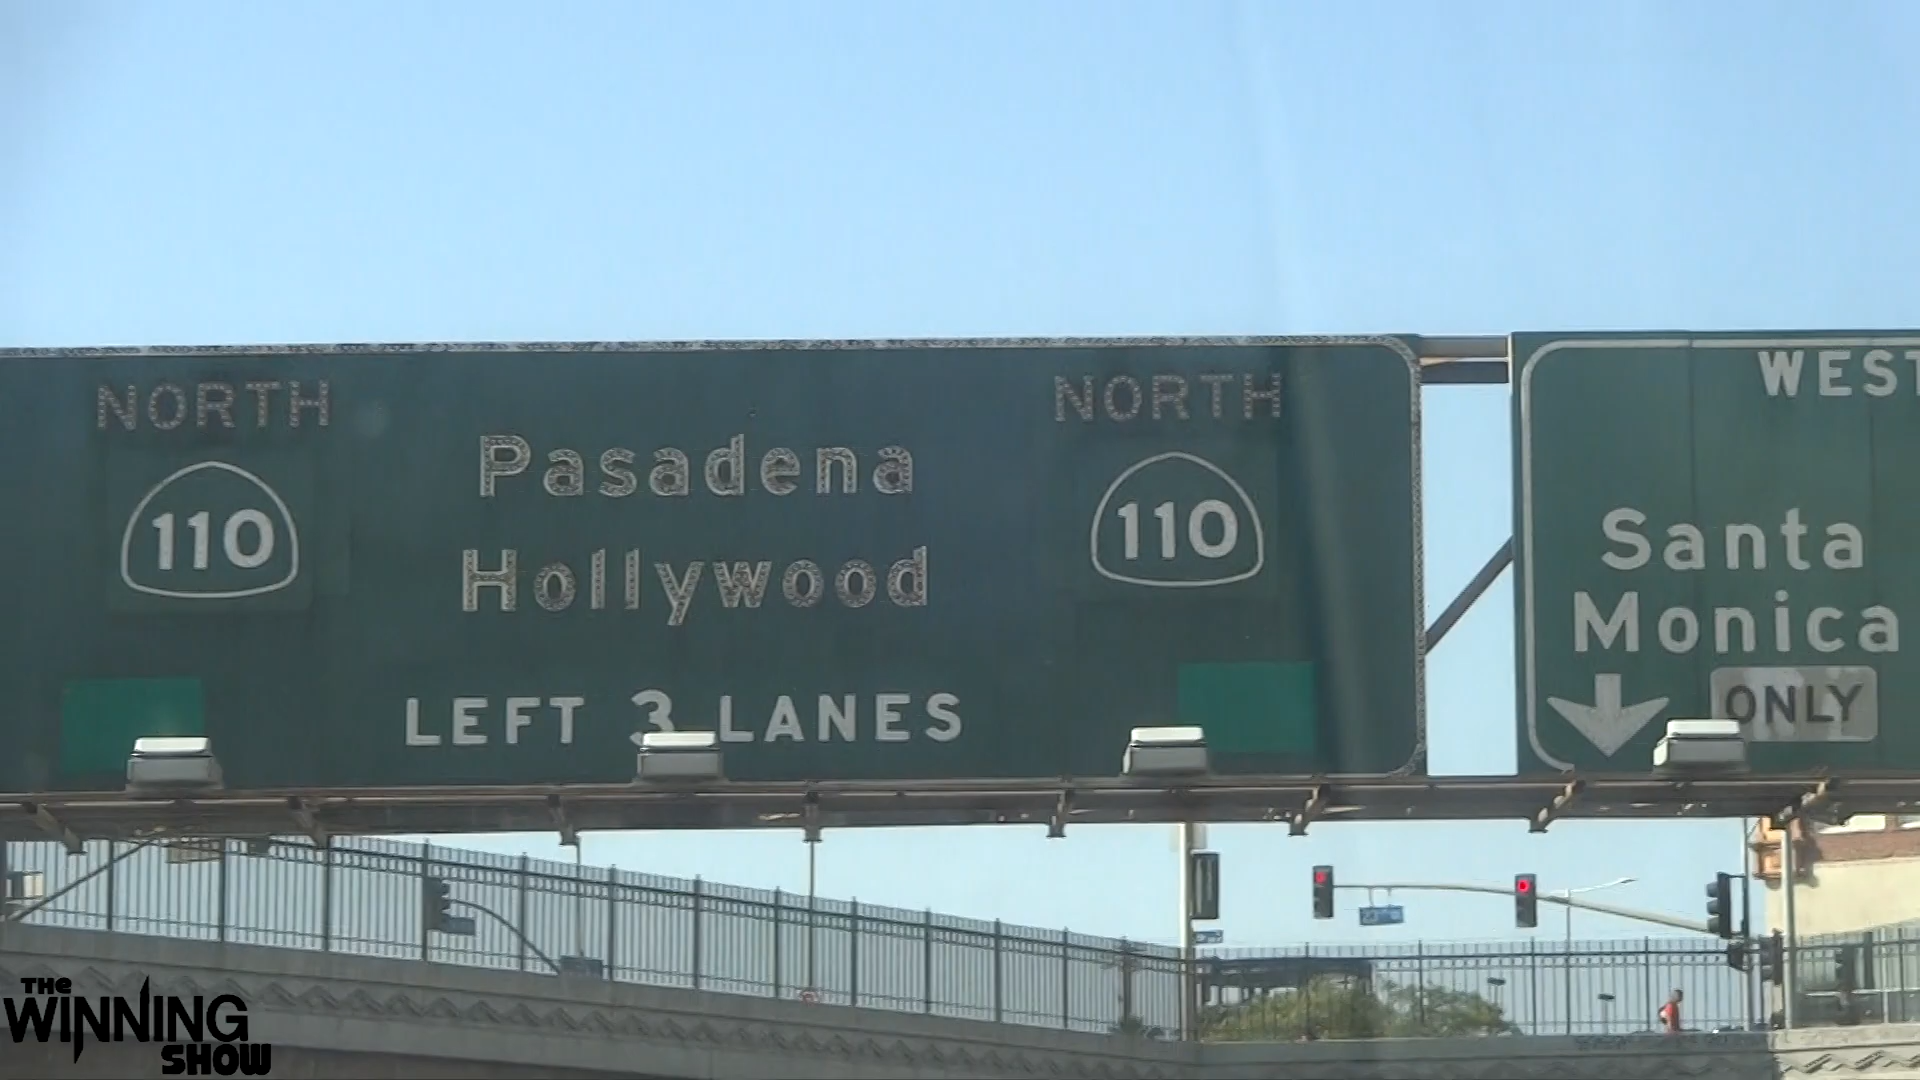 NORTH
110
Pasadena
Hollywood
LEFT 3 LANES
NORTH
110
WEST
Santa
Monica
ONLY
THE
WINNING
SHOW